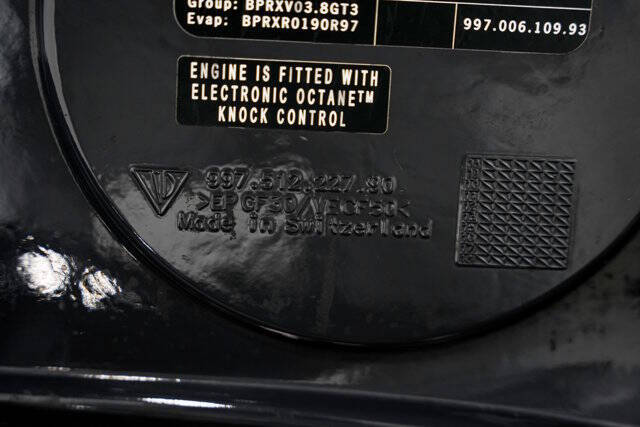 Group: BPRXV03.8GT3
Evap: BPRXR0190R97
997.006.109.93
ENGINE IS FITTED WITH
ELECTRONIC OCTANE™
KNOCK CONTROL
997.512.227.90.
Made in Switzerland